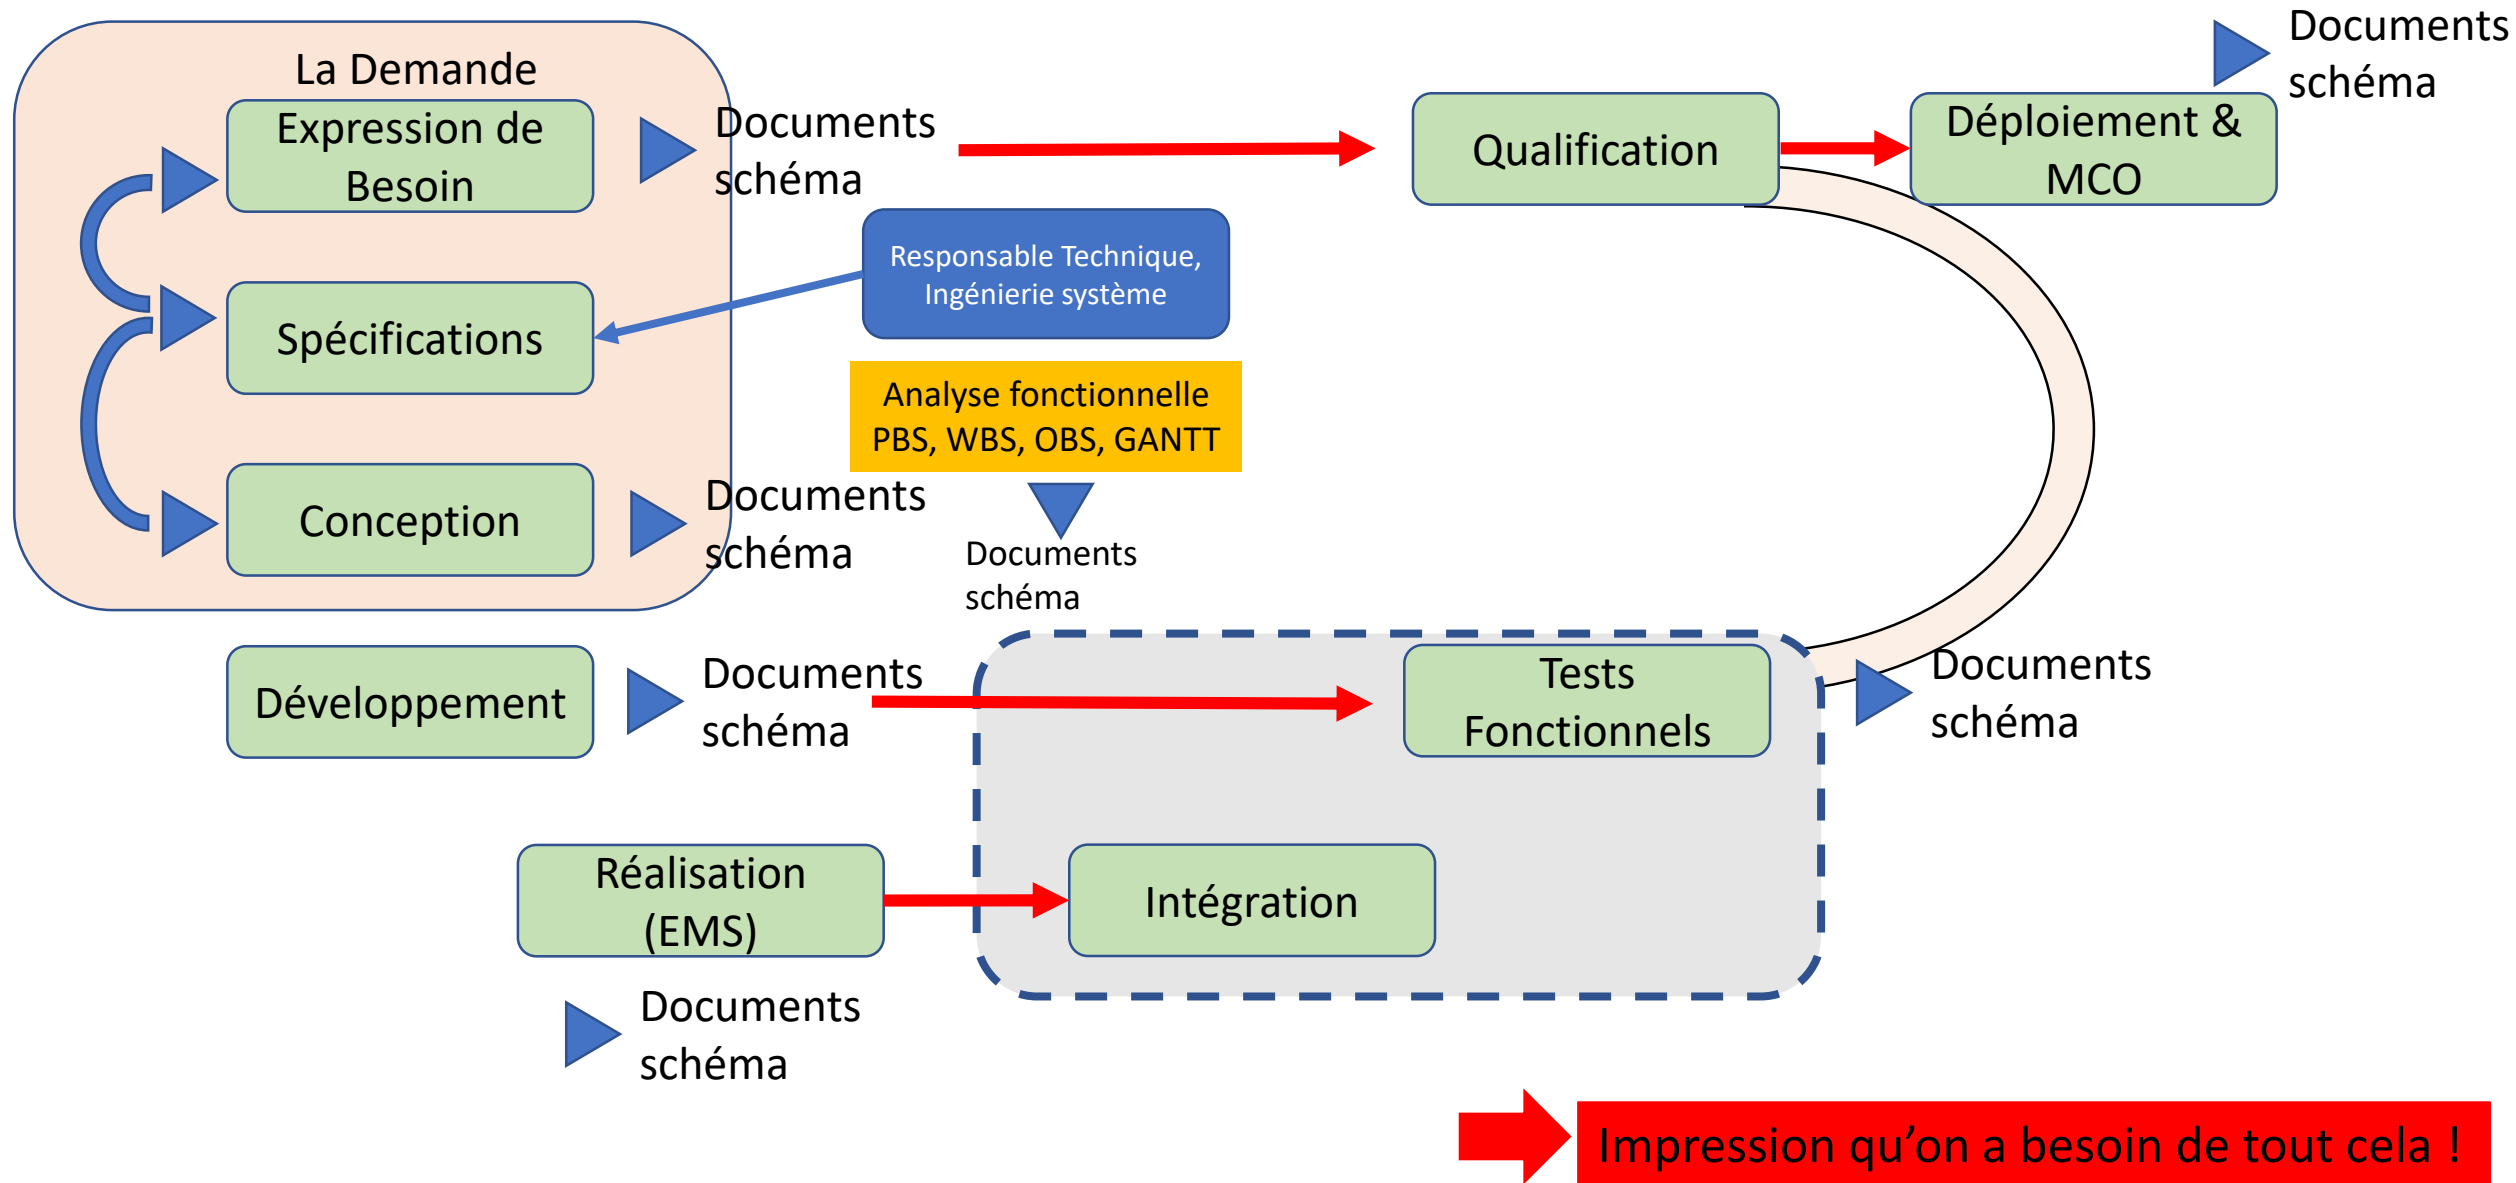 La Demande
Expression de
Besoin
Documents
schéma
Qualification
Déploiement &
MCO
Documents
schéma
Responsable Technique,
Ingénierie système
Spécifications
Analyse fonctionnelle
PBS, WBS, OBS, GANTT
Documents
schéma
Conception
Documents
schéma
Développement
Documents
schéma
Tests
Fonctionnels
Documents
schéma
Réalisation
(EMS)
Intégration
Documents
schéma
Impression qu’on a besoin de tout cela !